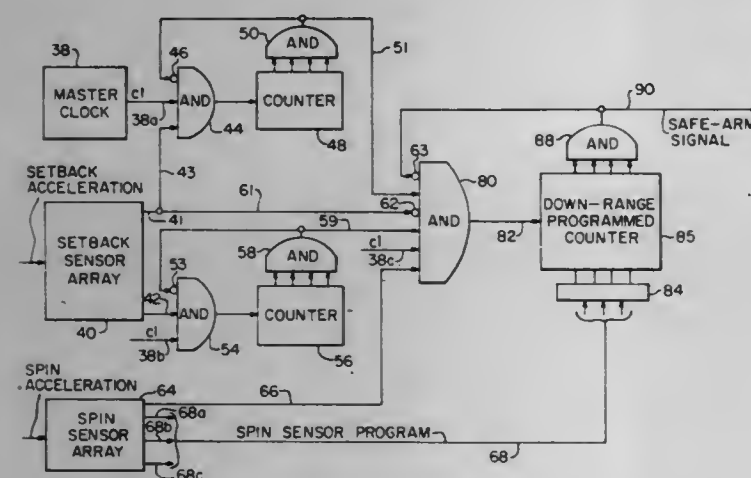 38
MASTER
CLOCK
cl
38a
46
AND
44
50
AND
COUNTER
48
51
43
SETBACK
ACCELERATION
SETBACK
SENSOR
ARRAY
40
41
61
42
53
cl
38b
AND
54
58
AND
59
COUNTER
56
63
62
cl
38c
AND
80
82
88
AND
90
SAFE-ARM
SIGNAL
DOWN-RANGE
PROGRAMMED
COUNTER
85
84
SPIN
ACCELERATION
64
SPIN
SENSOR
ARRAY
66
68a
68b
68c
SPIN SENSOR PROGRAM
68